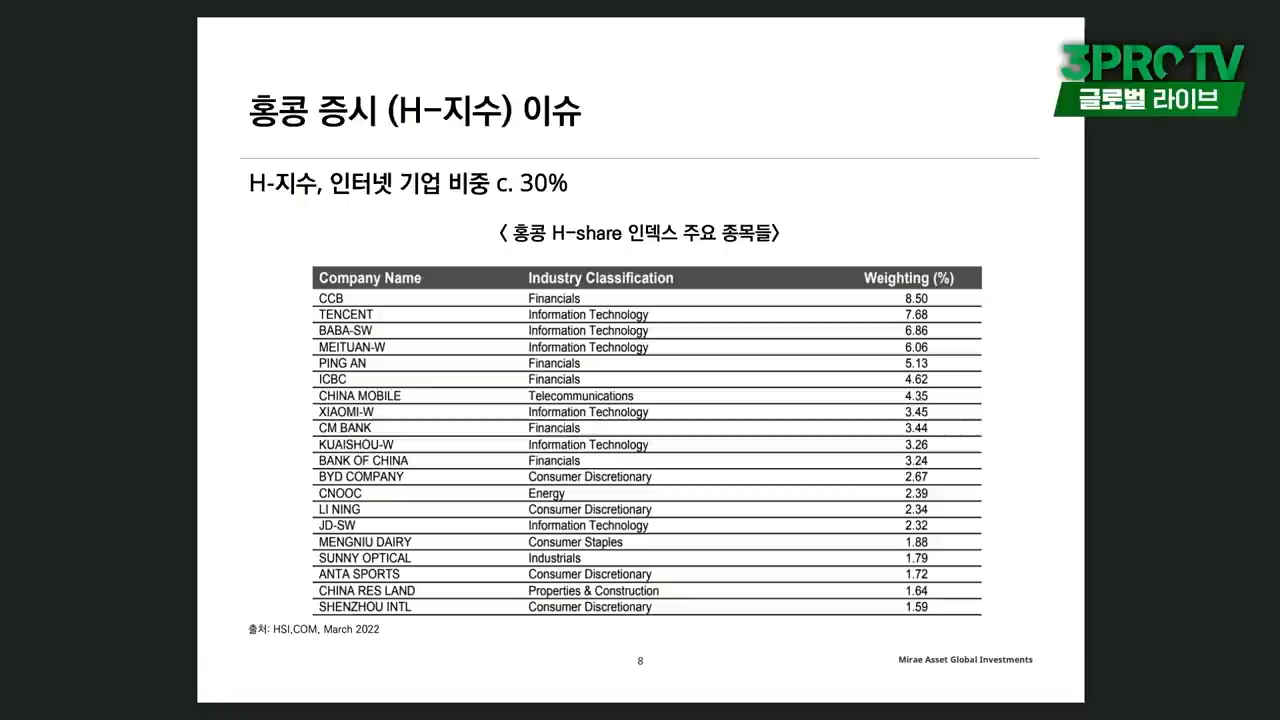 3PRO TV
글로벌 라이브
홍콩 증시 (H-지수) 이슈
H-지수, 인터넷 기업 비중 c. 30%
< 홍콩 H-share 인덱스 주요 종목들>
Company Name Industry Classification Weighting (%)
CCB Financials 8.50
TENCENT Information Technology 7.68
BABA-SW Information Technology 6.86
MEITUAN-W Information Technology 6.06
PING AN Financials 5.13
ICBC Financials 4.62
CHINA MOBILE Telecommunications 4.35
XIAOMI-W Information Technology 3.45
CM BANK Financials 3.44
KUAISHOU-W Information Technology 3.26
BANK OF CHINA Financials 3.24
BYD COMPANY Consumer Discretionary 2.67
CNOOC Energy 2.39
LI NING Consumer Discretionary 2.34
JD-SW Information Technology 2.32
MENGNIU DAIRY Consumer Staples 1.88
SUNNY OPTICAL Industrials 1.79
ANTA SPORTS Consumer Discretionary 1.72
CHINA RES LAND Properties & Construction 1.64
SHENZHOU INTL Consumer Discretionary 1.59
출처: HSI,COM, March 2022
8
Mirae Asset Global Investments